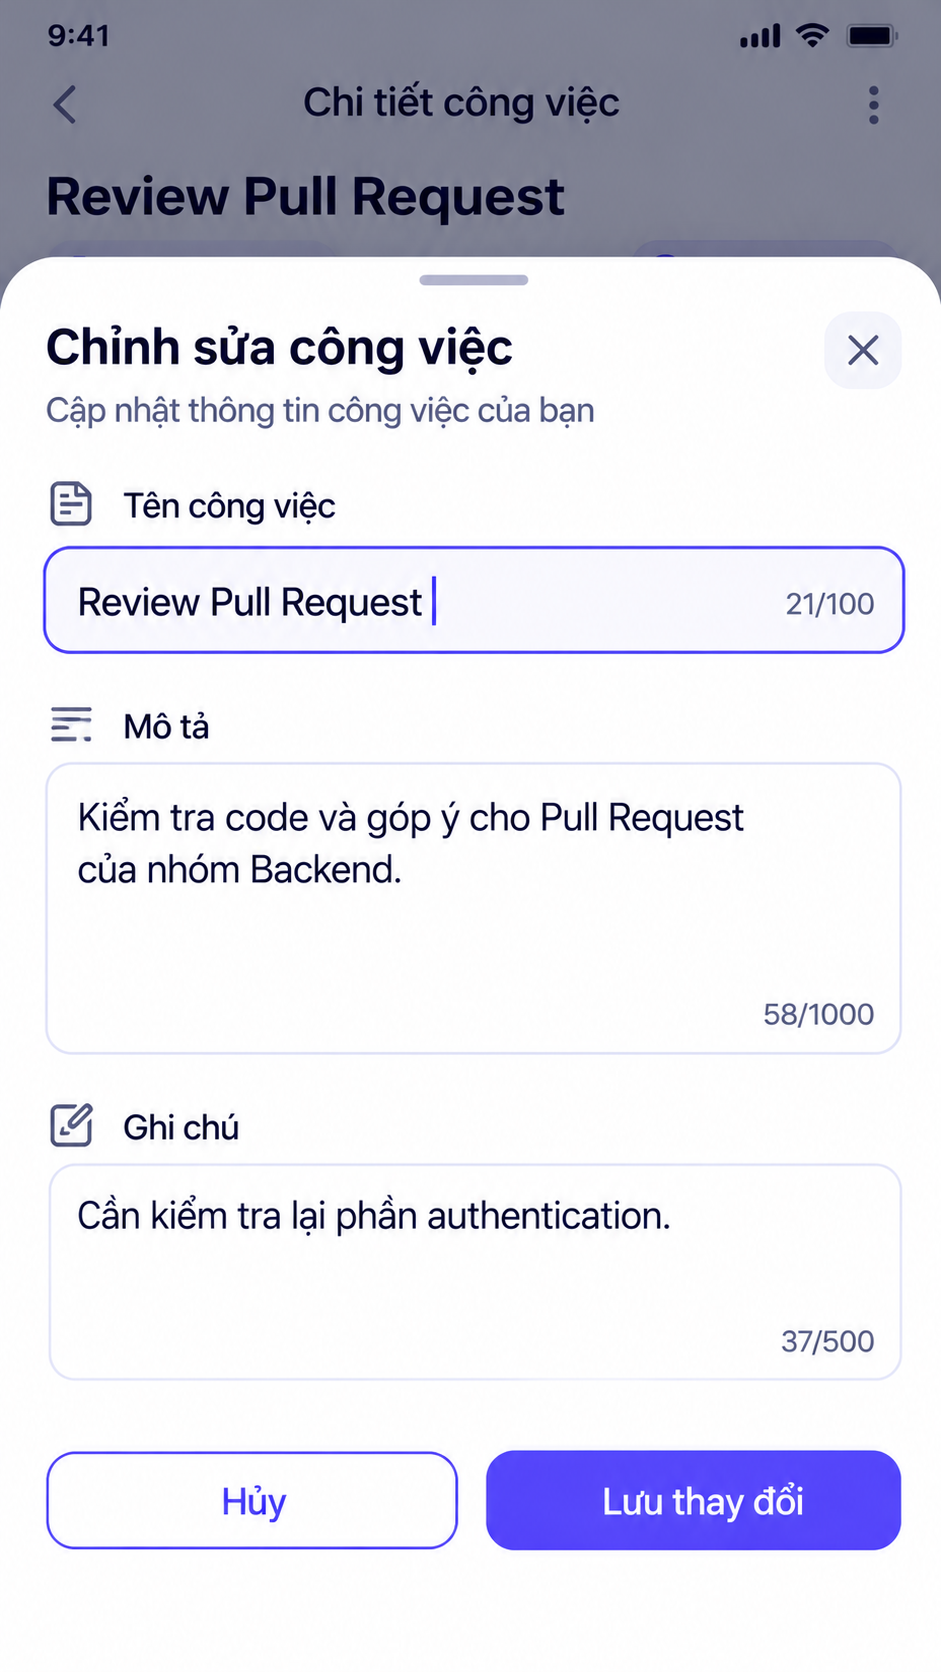 9:41
Chi tiết công việc
Review Pull Request
Chỉnh sửa công việc
Cập nhật thông tin công việc của bạn
Tên công việc
Review Pull Request
21/100
Mô tả
Kiểm tra code và góp ý cho Pull Request
của nhóm Backend.
58/1000
Ghi chú
Cần kiểm tra lại phần authentication.
37/500
Hủy
Lưu thay đổi